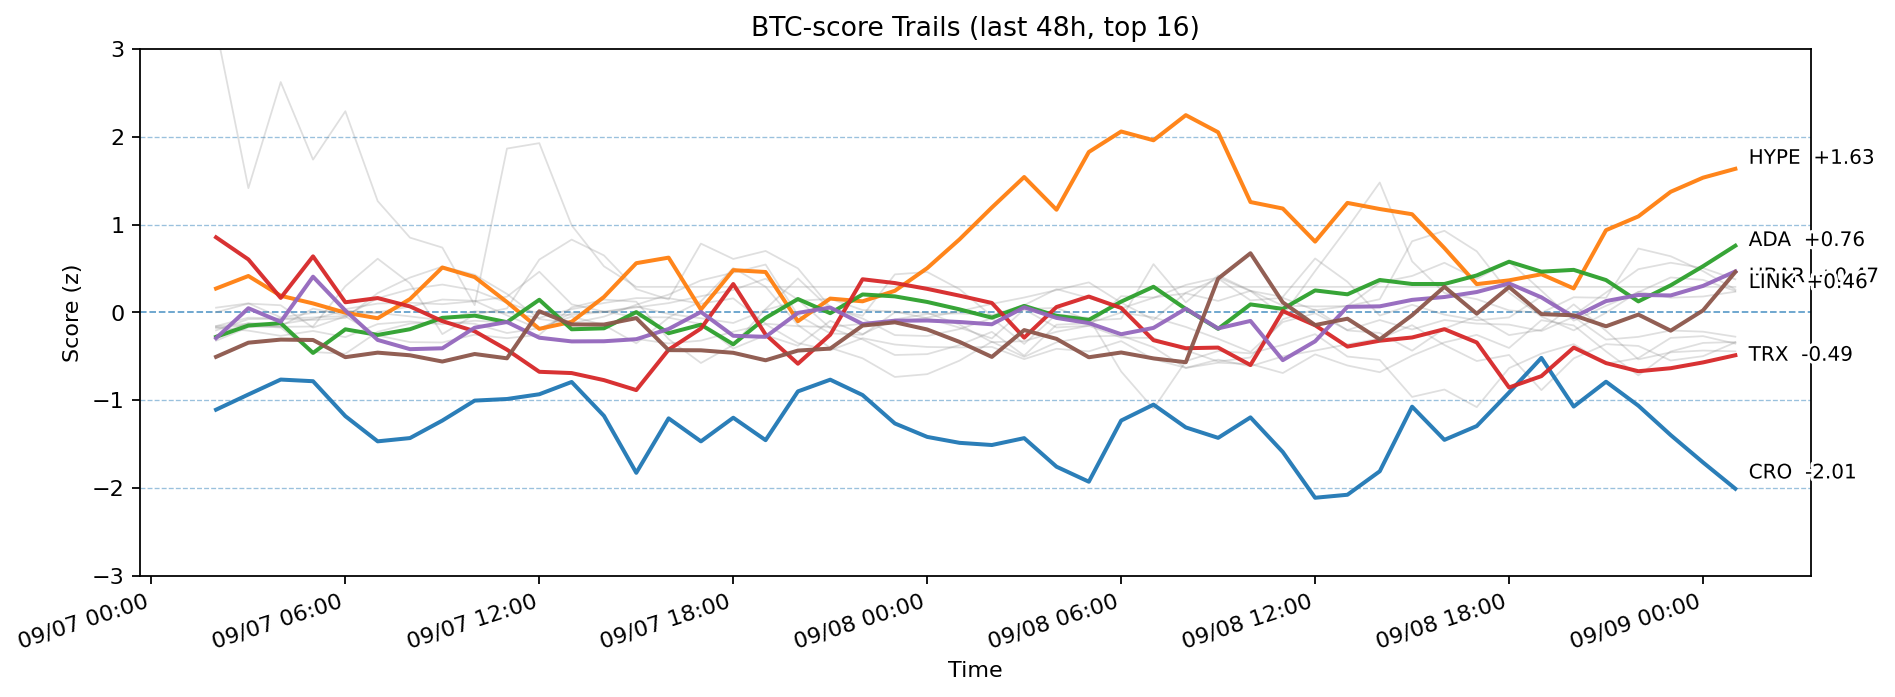 BTC-score Trails (last 48h, top 16)
Score (z)
3
2
1
0
−1
−2
−3
HYPE +1.63
ADA +0.76
LINK +0.46
TRX -0.49
CRO -2.01
09/07 00:00
09/07 06:00
09/07 12:00
09/07 18:00
09/08 00:00
09/08 06:00
09/08 12:00
09/08 18:00
09/09 00:00
Time